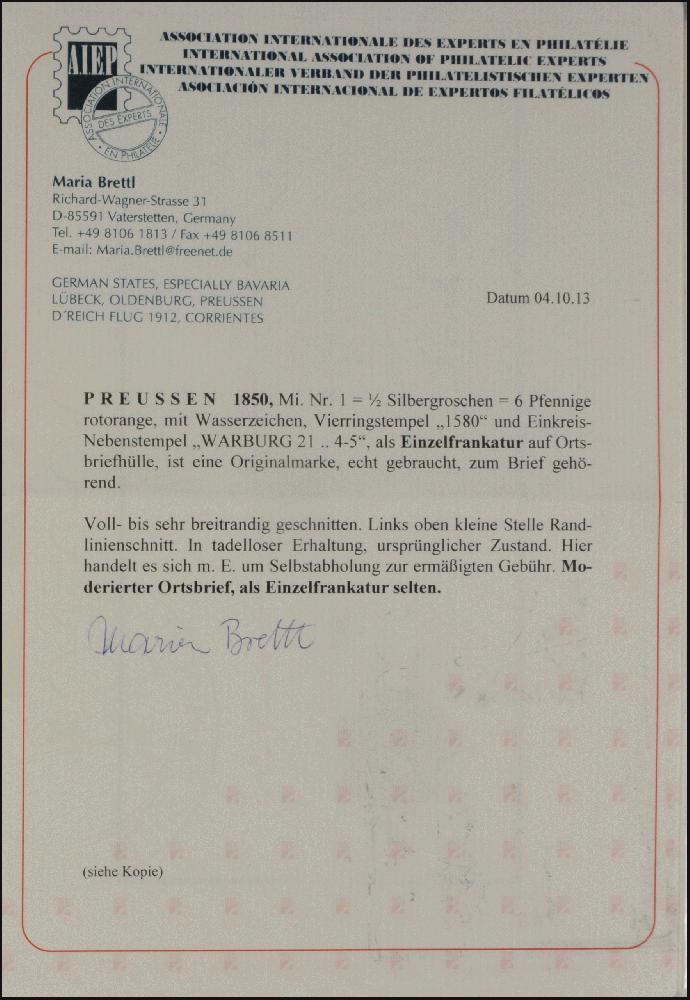 ASSOCIATION INTERNATIONALE DES EXPERTS EN PHILATÉLIE
INTERNATIONAL ASSOCIATION OF PHILATELIC EXPERTS
INTERNATIONALER VERBAND DER PHILATELISTISCHEN EXPERTEN
ASOCIACIÓN INTERNACIONAL DE EXPERTOS FILATÉLICOS
AIEP
ASSOCIATION INTERNATIONALE
DES EXPERTS
EN PHILATÉLIE
Maria Brettl
Richard-Wagner-Strasse 31
D-85591 Vaterstetten, Germany
Tel. +49 8106 1813 / Fax +49 8106 8511
E-mail: Maria.Brettl@freenet.de
GERMAN STATES, ESPECIALLY BAVARIA
LÜBECK, OLDENBURG, PREUSSEN
D´REICH FLUG 1912, CORRIENTES
Datum 04.10.13
PREUSSEN 1850, Mi. Nr. 1 = ½ Silbergroschen = 6 Pfennige
rotorange, mit Wasserzeichen, Vierringstempel „1580“ und Einkreis-
Nebenstempel „WARBURG 21 .. 4-5“, als Einzelfrankatur auf Orts-
briefhülle, ist eine Originalmarke, echt gebraucht, zum Brief gehö-
rend.
Voll- bis sehr breitrandig geschnitten. Links oben kleine Stelle Rand-
linienschnitt. In tadelloser Erhaltung, ursprünglicher Zustand. Hier
handelt es sich m. E. um Selbstabholung zur ermäßigten Gebühr. Mo-
derierter Ortsbrief, als Einzelfrankatur selten.
Maria Brettl
(siehe Kopie)